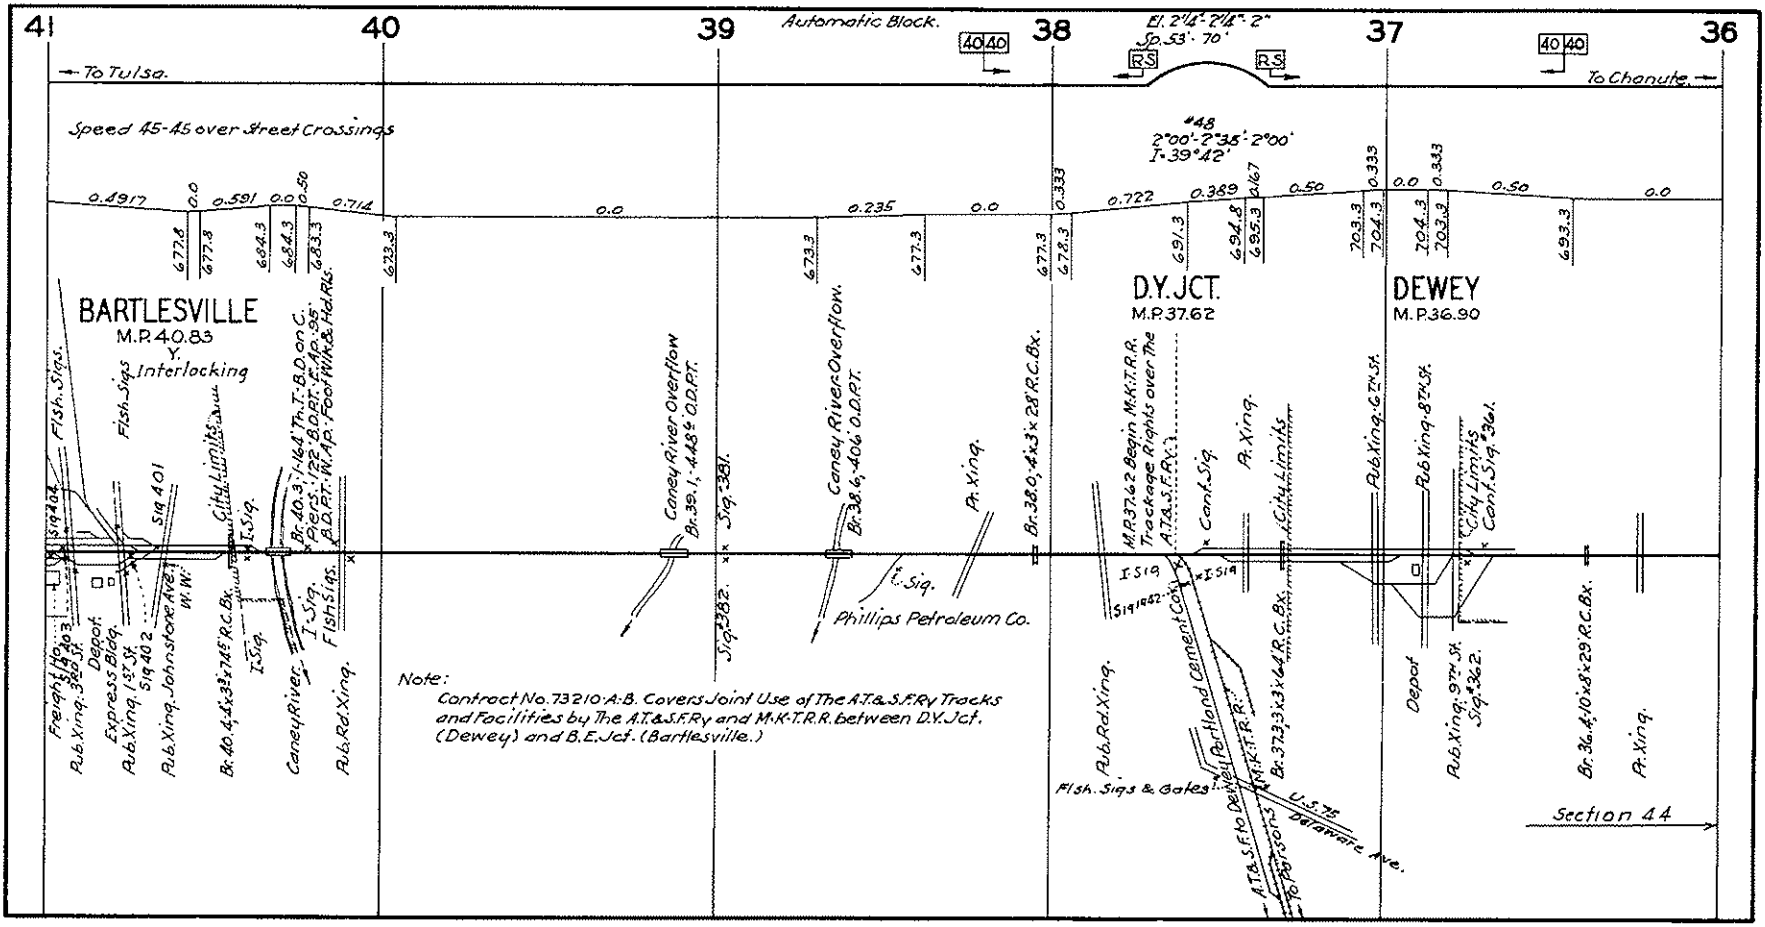 41
40
39
Automatic Block.
38
El. 2¼"-2¼"-2"
Sp. 53'-70'
37
36
40 40
RS
RS
40 40
← To Tulsa.
To Chanute. →
Speed 45-45 over Street Crossings
#48
2°00'-2°35'-2°00'
I=39°42'
0.4917
0.0
0.591
0.0
0.50
0.714
0.0
0.235
0.0
0.333
0.722
0.389
0.167
0.50
0.333
0.0
0.333
0.50
0.0
677.8
677.8
684.3
684.3
683.3
673.3
673.3
677.3
677.3
678.3
691.3
694.8
695.3
703.3
704.3
704.3
703.3
693.3
BARTLESVILLE
M.P. 40.83
Y.
Interlocking
D.Y. JCT.
M.P. 37.62
DEWEY
M.P. 36.90
Flsh. Sigs.
Flsh. Sigs
Sig 404
Sig 401
City Limits
I-Sig.
Br. 40.3, 1-164' Th.T.-B.D. on C.
Piers.-122' B.D.P.T.-E.Ap.-95'
B.D.P.T.-W.Ap.-Foot Wlk & Hd. Rls.
Caney River Overflow
Br. 39.1,-448' O.D.P.T.
Sig. #381.
Caney River Overflow.
Br. 38.6,-406' O.D.P.T.
Pr. Xing.
Br. 38.0, 4'x3'x28' R.C. Bx.
M.P. 37.62 Begin M.-K.-T.R.R.
Trackage Rights over The
A.T. & S.F. Ry.
Cant. Sig.
Pr. Xing.
City Limits
Pub. Xing.-6TH St.
Pub Xing.-8TH St.
City Limits
Cant. Sig. #361.
Freight Ho.
Sig 403
Pub. Xing. 3RD St.
Depot.
Express Bldg.
Pub Xing. 1ST St.
Sig 402
Pub. Xing. Johnstone Ave.
W.W.
I.Sig.
Caney River.
I-Sig.
Flsh Sigs.
Pub. Rd. Xing.
Sig. #382.
I-Sig.
Phillips Petroleum Co.
Pub. Rd. Xing.
I-Sig
I-Sig
A.T. & S.F. to Dewey Portland Cement Co.
To Parsons
M.-K.-T.R.R.
Br. 37.3, 3'x3'x64' R.C. Bx.
Flsh. Sigs & Gates
U.S. 75
Delaware Ave.
Depot
Pub Xing.-9TH St.
Sig. #362.
Br. 36.4,-10'x8'x29' R.C. Bx.
Pr. Xing.
Note:
Contract No. 73210-A-B. Covers Joint Use of The A.T. & S.F. Ry Tracks
and Facilities by The A.T. & S.F. Ry and M-K-T.R.R. between D.Y. Jct.
(Dewey) and B.E. Jct. (Bartlesville.)
Section 44